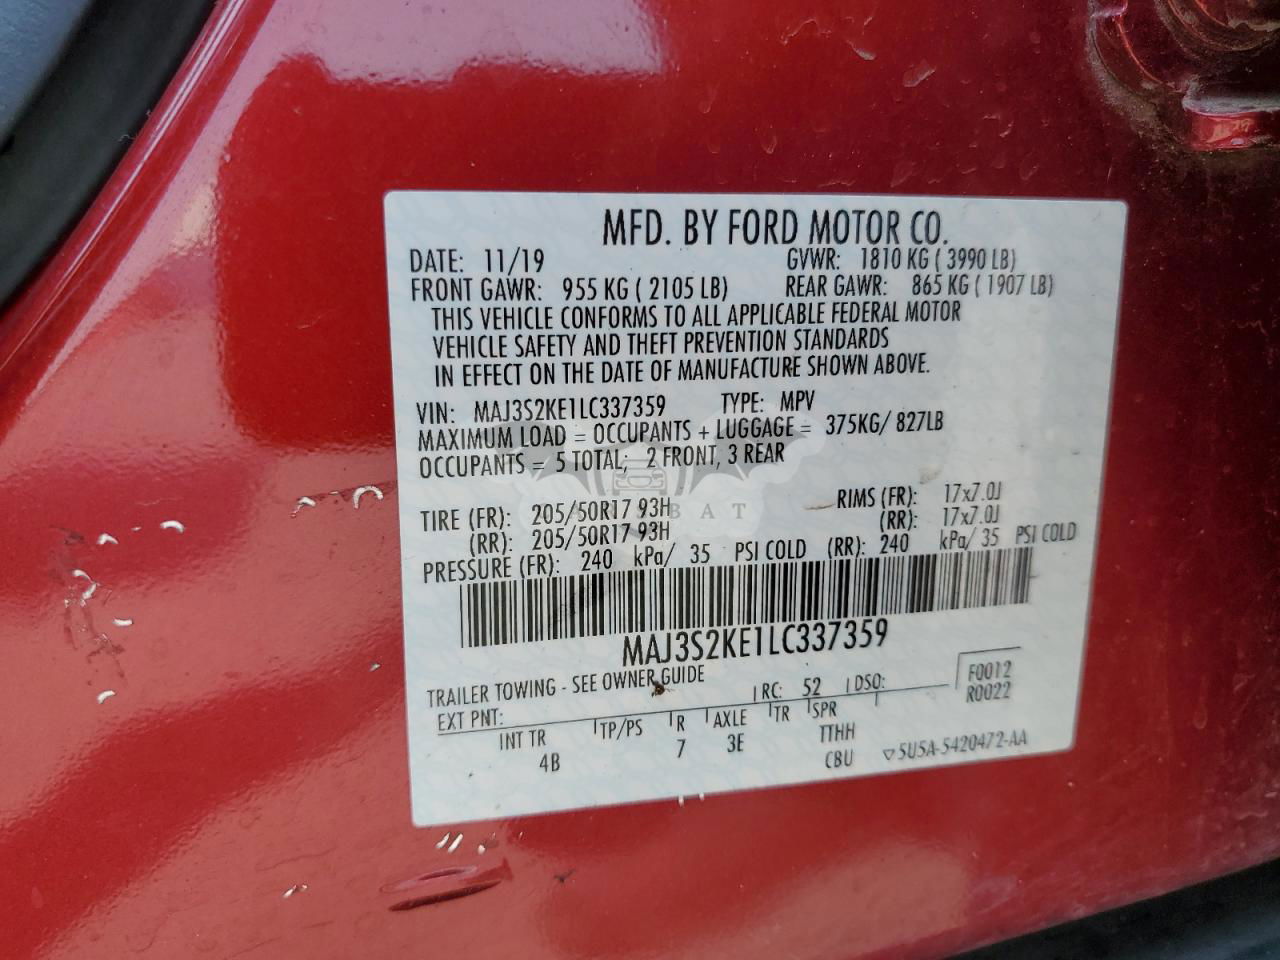 MFD. BY FORD MOTOR CO.
DATE: 11/19 GVWR: 1810 KG ( 3990 LB)
FRONT GAWR: 955 KG ( 2105 LB) REAR GAWR: 865 KG ( 1907 LB)
THIS VEHICLE CONFORMS TO ALL APPLICABLE FEDERAL MOTOR
VEHICLE SAFETY AND THEFT PREVENTION STANDARDS
IN EFFECT ON THE DATE OF MANUFACTURE SHOWN ABOVE.
VIN: MAJ3S2KE1LC337359 TYPE: MPV
MAXIMUM LOAD = OCCUPANTS + LUGGAGE = 375KG/ 827LB
OCCUPANTS = 5 TOTAL; 2 FRONT, 3 REAR
TIRE (FR): 205/50R17 93H RIMS (FR): 17x7.0J
(RR): 205/50R17 93H (RR): 17x7.0J
PRESSURE (FR): 240 kPa/ 35 PSI COLD (RR): 240 kPa/ 35 PSI COLD
MAJ3S2KE1LC337359
TRAILER TOWING - SEE OWNER GUIDE
EXT PNT: RC: 52 DSO: F0012
R0022
INT TR TP/PS R AXLE TR SPR
4B 7 3E TTHH
CBU 5U5A-5420472-AA